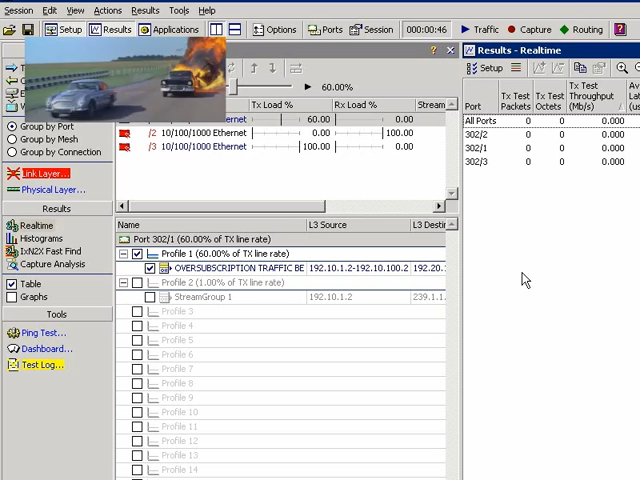 Session Edit View Actions Results Tools Help
Setup Results Applications Options Ports Session 000:00:46 Traffic Capture Routing
Results - Realtime
60.00%
Setup
Tx Load % Rx Load % Stream
Port Tx Test Packets Tx Test Octets Tx Test Throughput (Mb/s)
60.00 0.00
/2 10/100/1000 Ethernet 0.00 100.00
/3 10/100/1000 Ethernet 100.00 0.00
All Ports 0 0 0.000
302/2 0 0 0.000
302/1 0 0 0.000
302/3 0 0 0.000
Group by Port
Group by Mesh
Group by Connection
Link Layer...
Physical Layer...
Results
Realtime
Histograms
IxN2X Fast Find
Capture Analysis
Table
Graphs
Tools
Ping Test...
Dashboard...
Test Log...
Name L3 Source L3 Destin
Port 302/1 (60.00% of TX line rate)
Profile 1 (60.00% of TX line rate)
OVERSUBSCRIPTION TRAFFIC BE 192.10.1.2-192.10.100.2 192.20.
Profile 2 (1.00% of TX line rate)
StreamGroup 1 192.10.1.2 239.1.1.
Profile 3
Profile 4
Profile 5
Profile 6
Profile 7
Profile 8
Profile 9
Profile 10
Profile 11
Profile 12
Profile 13
Profile 14